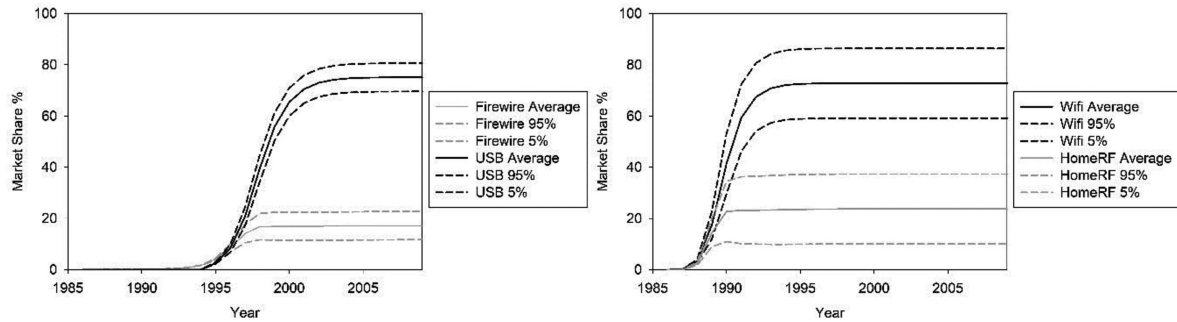 100
80
60
40
20
0
Market Share %
1985
1990
1995
2000
2005
Year
Firewire Average
Firewire 95%
Firewire 5%
USB Average
USB 95%
USB 5%
100
80
60
40
20
0
Market Share %
1985
1990
1995
2000
2005
Year
Wifi Average
Wifi 95%
Wifi 5%
HomeRF Average
HomeRF 95%
HomeRF 5%